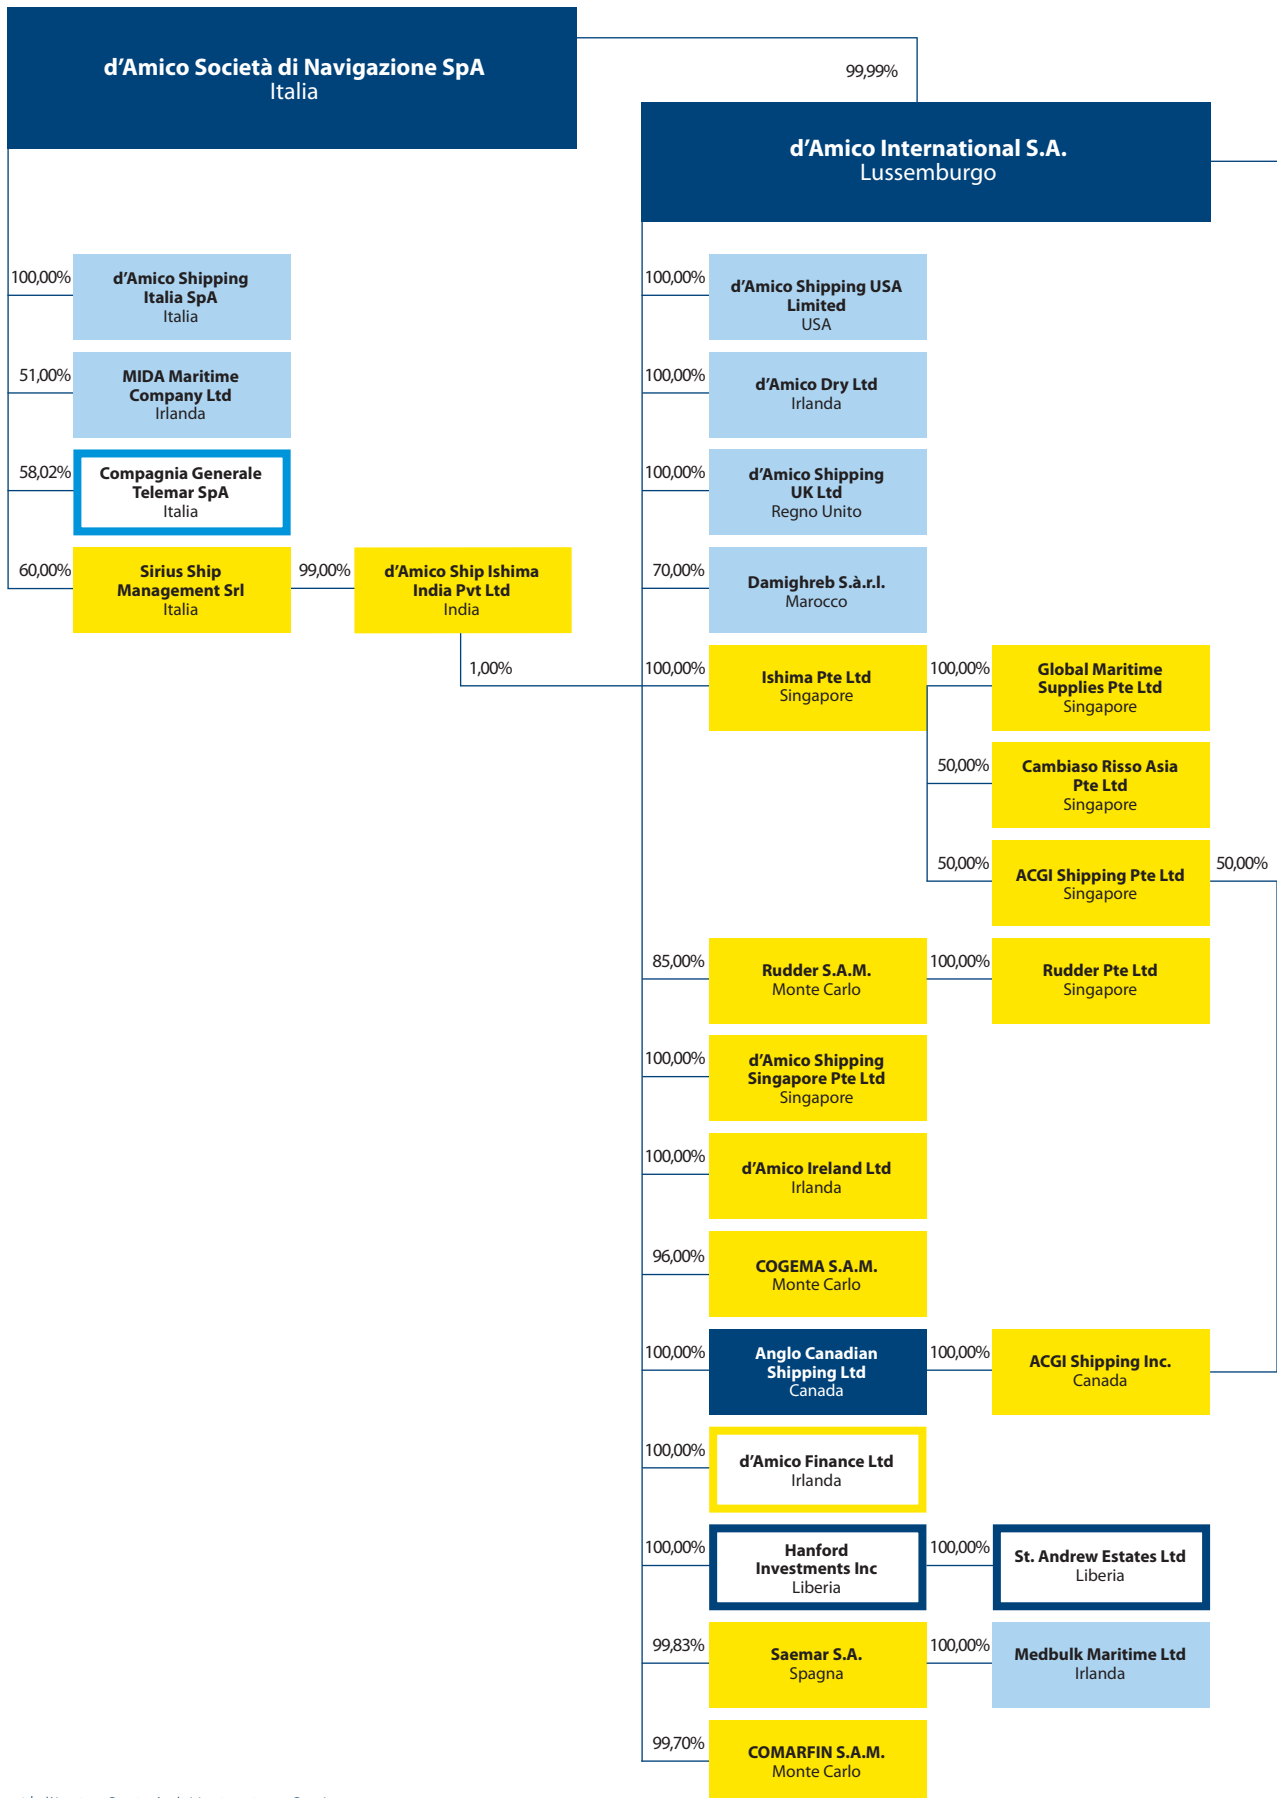 d'Amico Società di Navigazione SpA
Italia
99,99%
d'Amico International S.A.
Lussemburgo
100,00%
d'Amico Shipping
Italia SpA
Italia
51,00%
MIDA Maritime
Company Ltd
Irlanda
58,02%
Compagnia Generale
Telemar SpA
Italia
60,00%
Sirius Ship
Management Srl
Italia
99,00%
d'Amico Ship Ishima
India Pvt Ltd
India
1,00%
100,00%
d'Amico Shipping USA
Limited
USA
100,00%
d'Amico Dry Ltd
Irlanda
100,00%
d'Amico Shipping
UK Ltd
Regno Unito
70,00%
Damighreb S.à.r.l.
Marocco
100,00%
Ishima Pte Ltd
Singapore
100,00%
Global Maritime
Supplies Pte Ltd
Singapore
50,00%
Cambiaso Risso Asia
Pte Ltd
Singapore
50,00%
ACGI Shipping Pte Ltd
Singapore
50,00%
85,00%
Rudder S.A.M.
Monte Carlo
100,00%
Rudder Pte Ltd
Singapore
100,00%
d'Amico Shipping
Singapore Pte Ltd
Singapore
100,00%
d'Amico Ireland Ltd
Irlanda
96,00%
COGEMA S.A.M.
Monte Carlo
100,00%
Anglo Canadian
Shipping Ltd
Canada
100,00%
ACGI Shipping Inc.
Canada
100,00%
d'Amico Finance Ltd
Irlanda
100,00%
Hanford
Investments Inc
Liberia
100,00%
St. Andrew Estates Ltd
Liberia
99,83%
Saemar S.A.
Spagna
100,00%
Medbulk Maritime Ltd
Irlanda
99,70%
COMARFIN S.A.M.
Monte Carlo